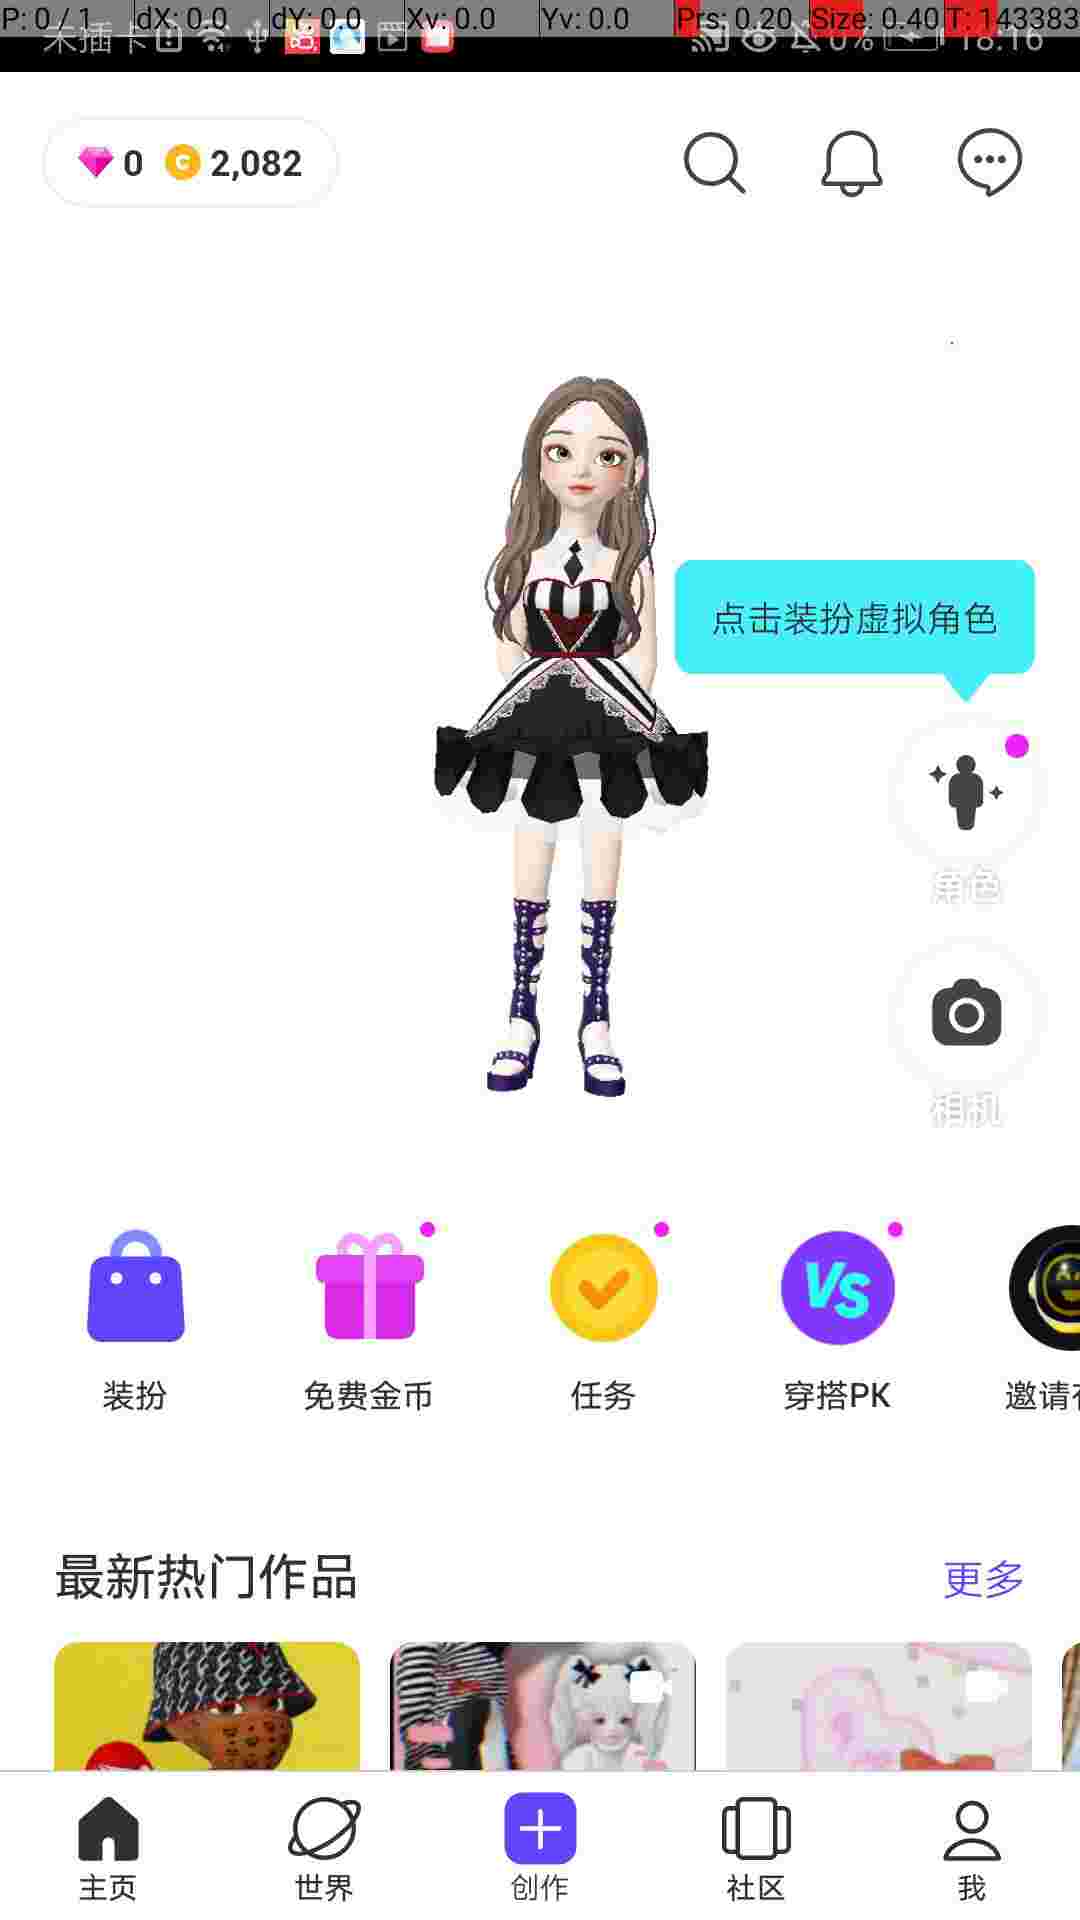 P: 0 / 1 dX: 0.0 dY: 0.0 Xv: 0.0 Yv: 0.0 Prs: 0.20 Size: 0.40 T: 143383
未插卡 0% 18:16
0 2,082
点击装扮虚拟角色
角色
相机
装扮 免费金币 任务 穿搭PK 邀请
最新热门作品 更多
主页 世界 创作 社区 我